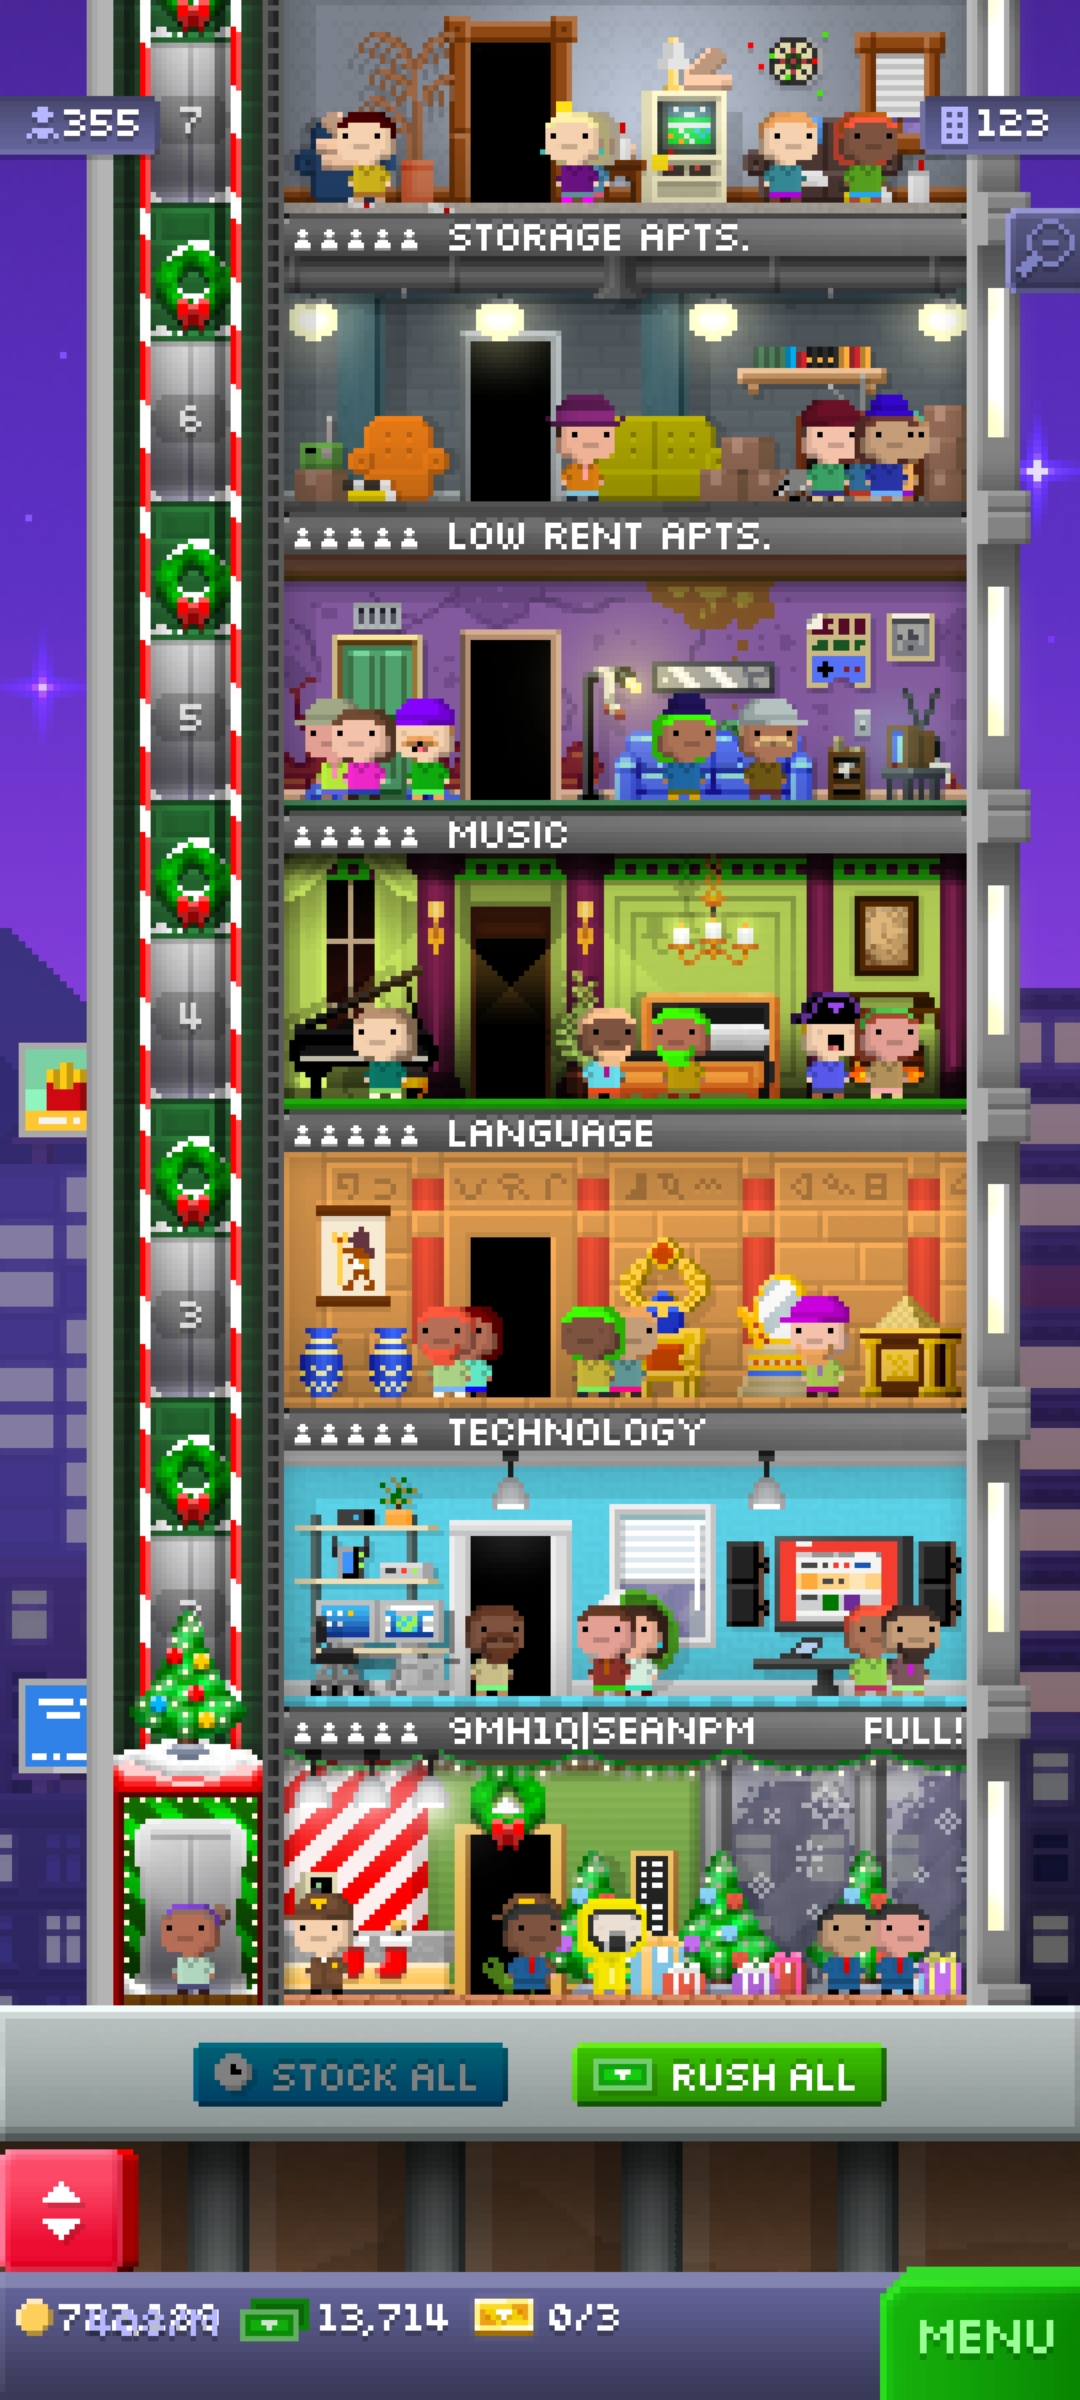 7
355
123
STORAGE APTS.
6
LOW RENT APTS.
5
MUSIC
4
LANGUAGE
3
TECHNOLOGY
9MH1Q|SEANPM FULL!
STOCK ALL
RUSH ALL
13,714
0/3
MENU